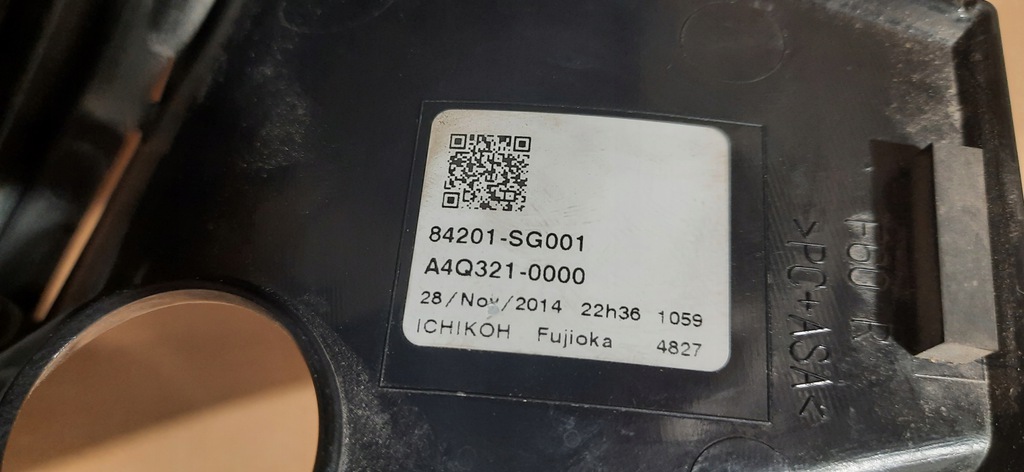 84201-SG001
A4Q321-0000
28/Nov/2014 22h36 1059
ICHIKOH Fujioka 4827
F60 R
>PC+ASA<